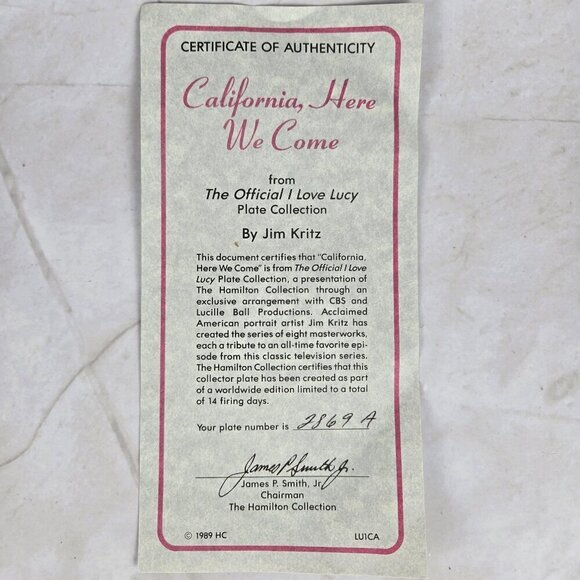 CERTIFICATE OF AUTHENTICITY
California, Here
We Come
from
The Official I Love Lucy
Plate Collection
By Jim Kritz
This document certifies that "California,
Here We Come" is from The Official I Love
Lucy Plate Collection, a presentation of
The Hamilton Collection through an
exclusive arrangement with CBS and
Lucille Ball Productions. Acclaimed
American portrait artist Jim Kritz has
created the series of eight masterworks,
each a tribute to an all-time favorite epi-
sode from this classic television series.
The Hamilton Collection certifies that this
collector plate has been created as part
of a worldwide edition limited to a total
of 14 firing days.
Your plate number is 2869 A
James P Smith Jr.
James P. Smith, Jr
Chairman
The Hamilton Collection
© 1989 HC LU1CA